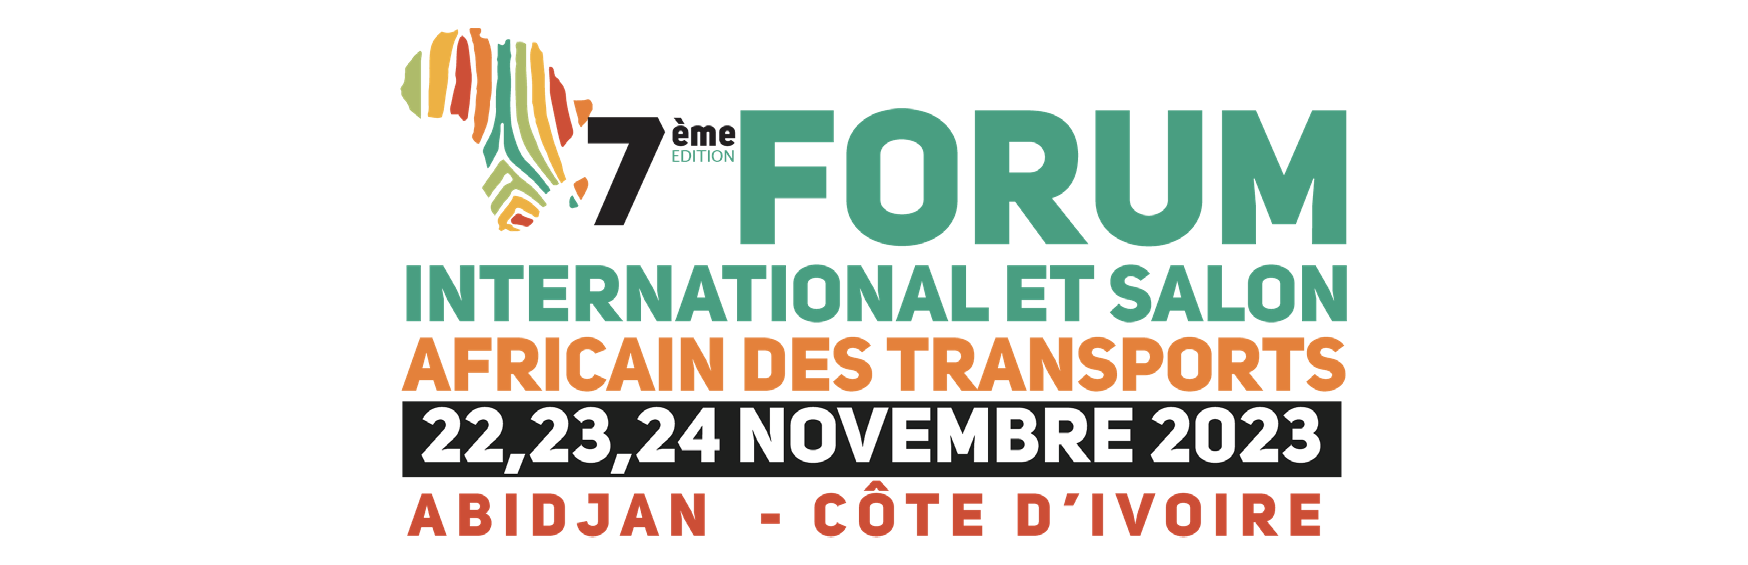 7ème FORUM
EDITION
INTERNATIONAL ET SALON
AFRICAIN DES TRANSPORTS
22,23,24 NOVEMBRE 2023
ABIDJAN - CÔTE D'IVOIRE